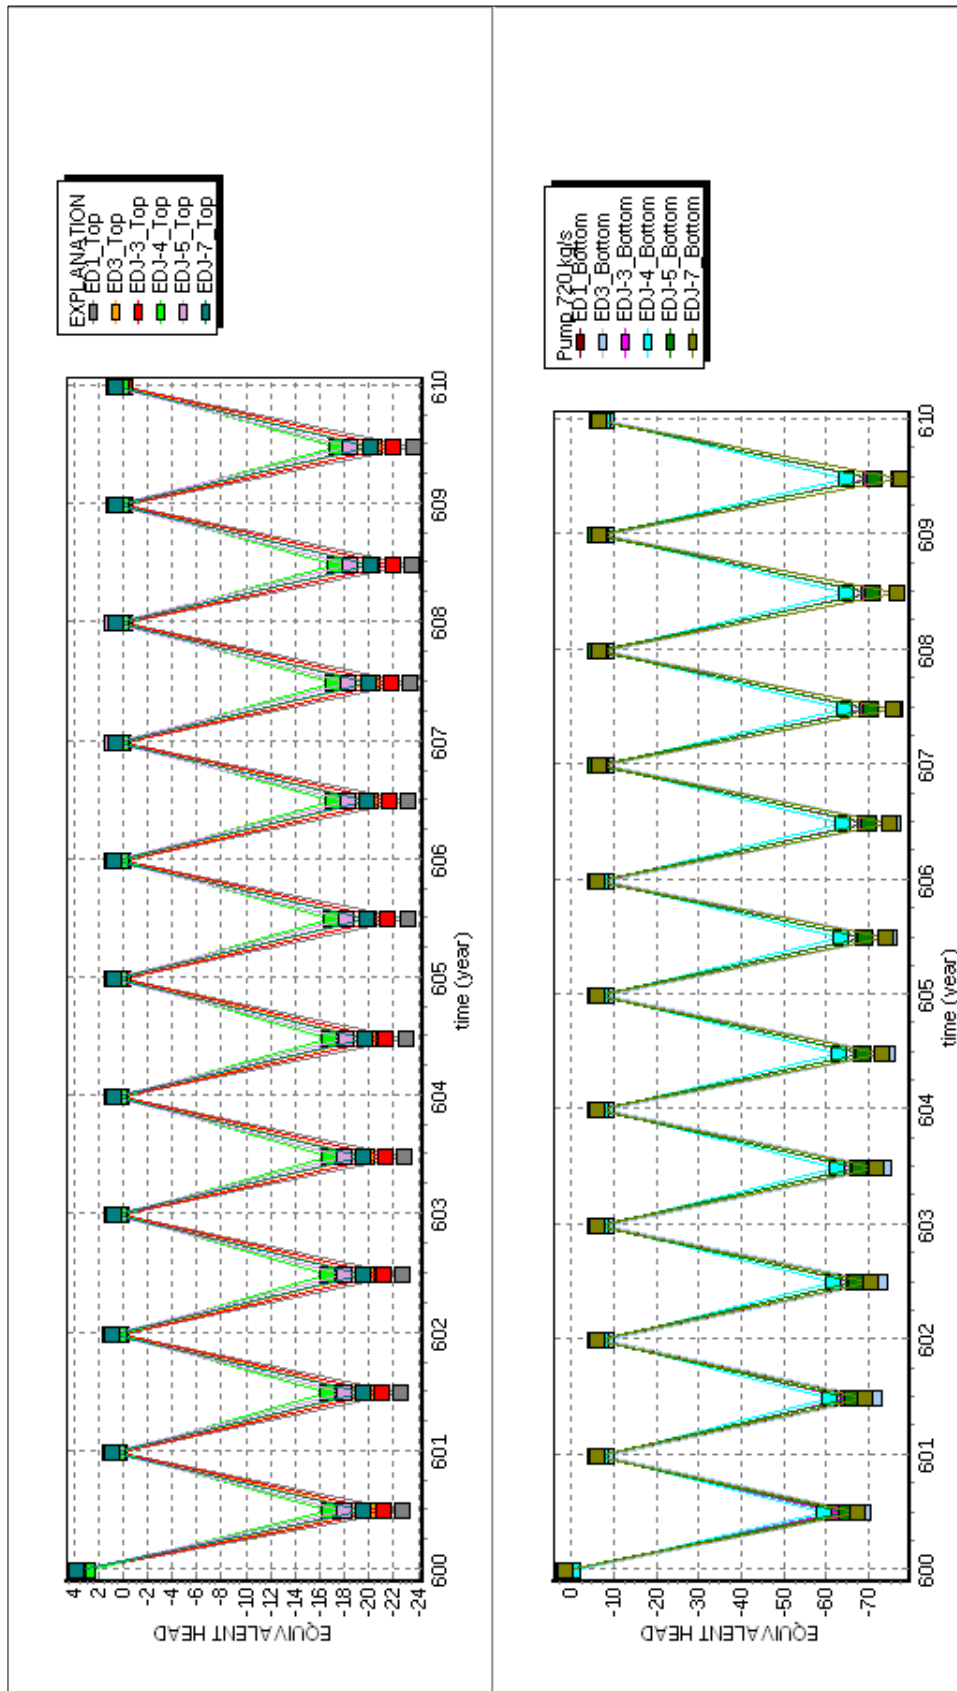 EXPLANATION
ED1_Top
ED3_Top
EDJ-3_Top
EDJ-4_Top
EDJ-5_Top
EDJ-7_Top
EQUIVALENT HEAD
4
2
0
-2
-4
-6
-8
-10
-12
-14
-16
-18
-20
-22
-24
600
601
602
603
604
605
606
607
608
609
610
time (year)
Pump 720 kg/s
ED1_Bottom
ED3_Bottom
EDJ-3_Bottom
EDJ-4_Bottom
EDJ-5_Bottom
EDJ-7_Bottom
EQUIVALENT HEAD
0
-10
-20
-30
-40
-50
-60
-70
600
601
602
603
604
605
606
607
608
609
610
time (year)